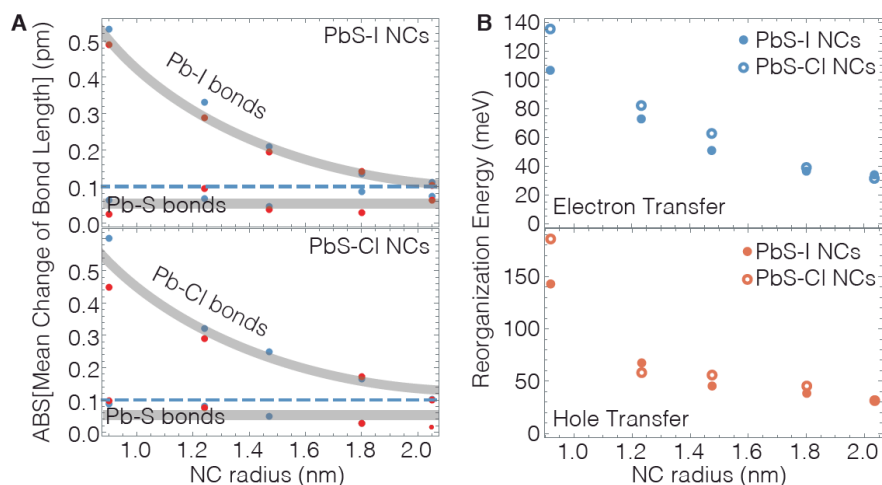 A
ABS[Mean Change of Bond Length] (pm)
PbS-I NCs
0.5
0.4
0.3
0.2
0.1
0.0
Pb-I bonds
Pb-S bonds
PbS-Cl NCs
0.6
0.5
0.4
0.3
0.2
0.1
0.0
Pb-Cl bonds
Pb-S bonds
1.0 1.2 1.4 1.6 1.8 2.0
NC radius (nm)
B
Reorganization Energy (meV)
140
120
100
80
60
40
20
0
PbS-I NCs
PbS-Cl NCs
Electron Transfer
150
100
50
0
PbS-I NCs
PbS-Cl NCs
Hole Transfer
1.0 1.2 1.4 1.6 1.8 2.0
NC radius (nm)